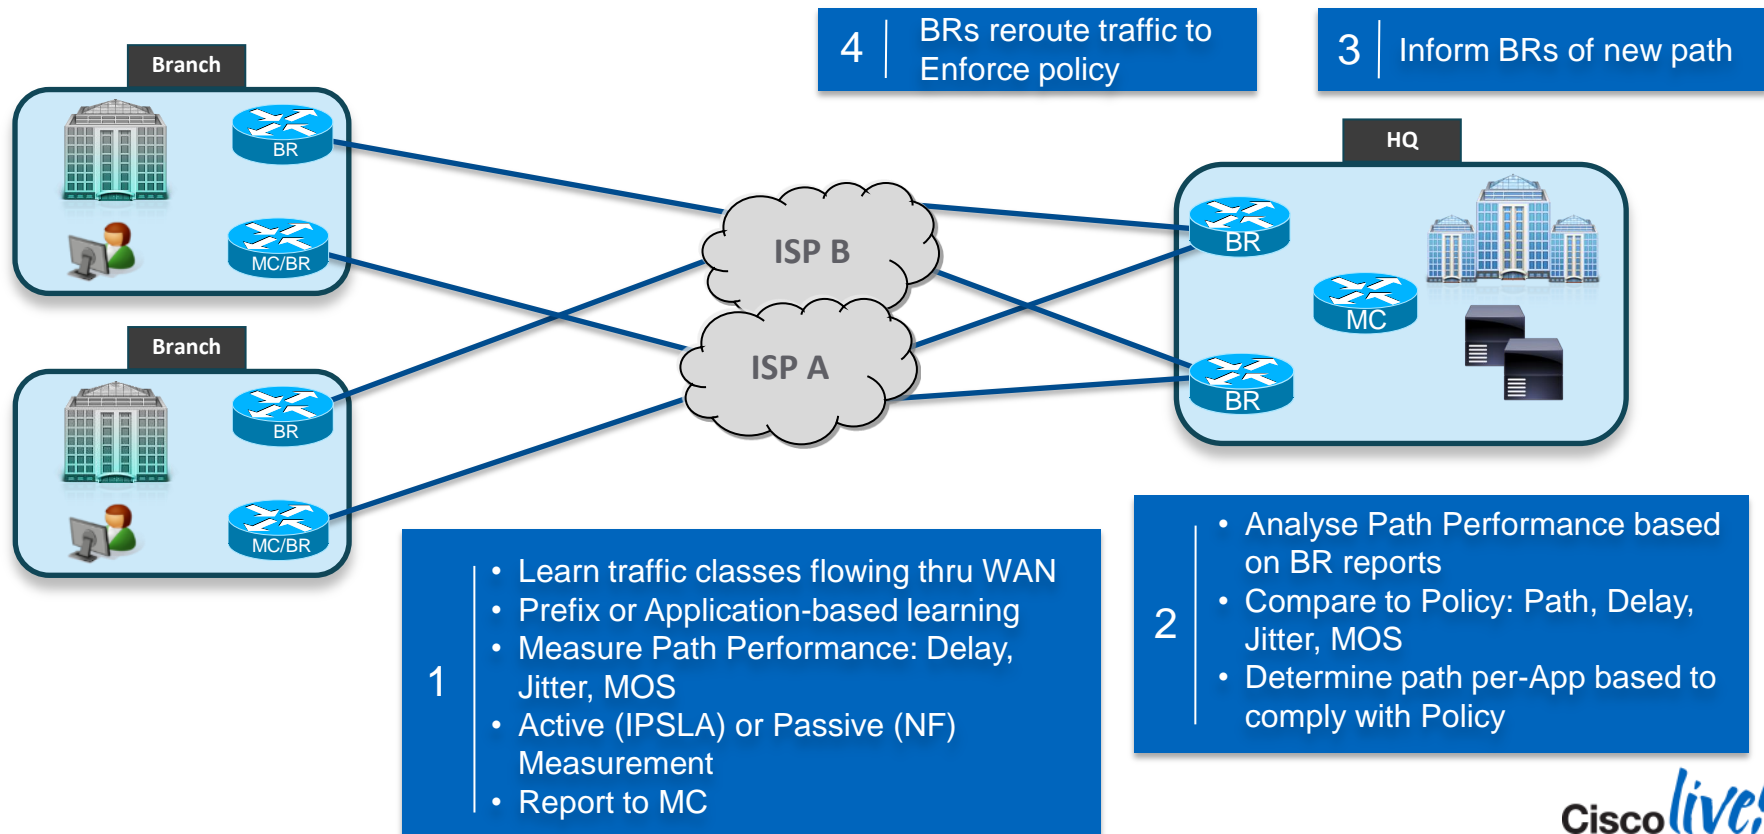 4
BRs reroute traffic to
Enforce policy
3
Inform BRs of new path
Branch
BR
MC/BR
Branch
BR
MC/BR
ISP B
ISP A
HQ
BR
MC
BR
1
• Learn traffic classes flowing thru WAN
• Prefix or Application-based learning
• Measure Path Performance: Delay,
Jitter, MOS
• Active (IPSLA) or Passive (NF)
Measurement
• Report to MC
2
• Analyse Path Performance based
on BR reports
• Compare to Policy: Path, Delay,
Jitter, MOS
• Determine path per-App based to
comply with Policy
Cisco live!